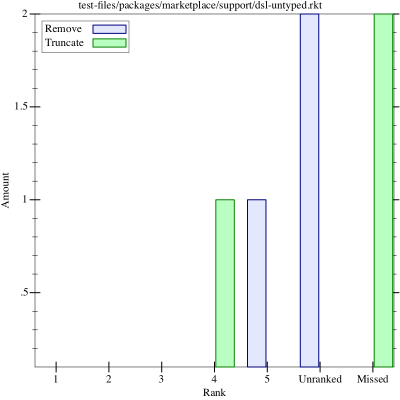 test-files/packages/marketplace/support/dsl-untyped.rkt
Remove
Truncate
2
1.5
1
.5
Amount
1 2 3 4 5 Unranked Missed
Rank